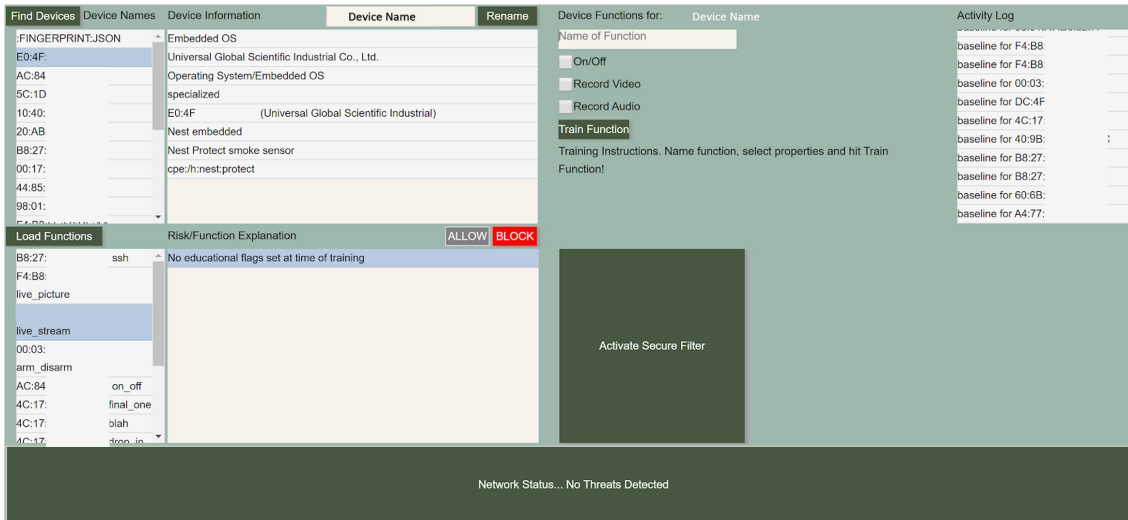 Find Devices Device Names Device Information Device Name Rename Device Functions for: Device Name Activity Log
:FINGERPRINT:JSON
E0:4F:
AC:84
5C:1D
10:40:
20:AB
B8:27:
00:17:
44:85:
98:01:
Embedded OS
Universal Global Scientific Industrial Co., Ltd.
Operating System/Embedded OS
specialized
E0:4F (Universal Global Scientific Industrial)
Nest embedded
Nest Protect smoke sensor
cpe:/h:nest:protect
Name of Function
On/Off
Record Video
Record Audio
Train Function
Training Instructions. Name function, select properties and hit Train
Function!
baseline for F4:B8:
baseline for F4:B8:
baseline for 00:03:
baseline for DC:4F
baseline for 4C:17:
baseline for 40:9B:
baseline for B8:27:
baseline for B8:27:
baseline for 60:6B:
baseline for A4:77:
Load Functions Risk/Function Explanation ALLOW BLOCK
B8:27: ssh
F4:B8:
live_picture
live_stream
00:03:
arm_disarm
AC:84 on_off
4C:17: final_one
4C:17: blah
4C:17: drop_in
No educational flags set at time of training
Activate Secure Filter
Network Status... No Threats Detected